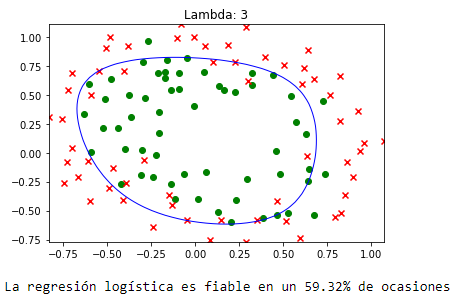 Lambda: 3
1.00
0.75
0.50
0.25
0.00
−0.25
−0.50
−0.75
−0.75 −0.50 −0.25 0.00 0.25 0.50 0.75 1.00
La regresión logística es fiable en un 59.32% de ocasiones